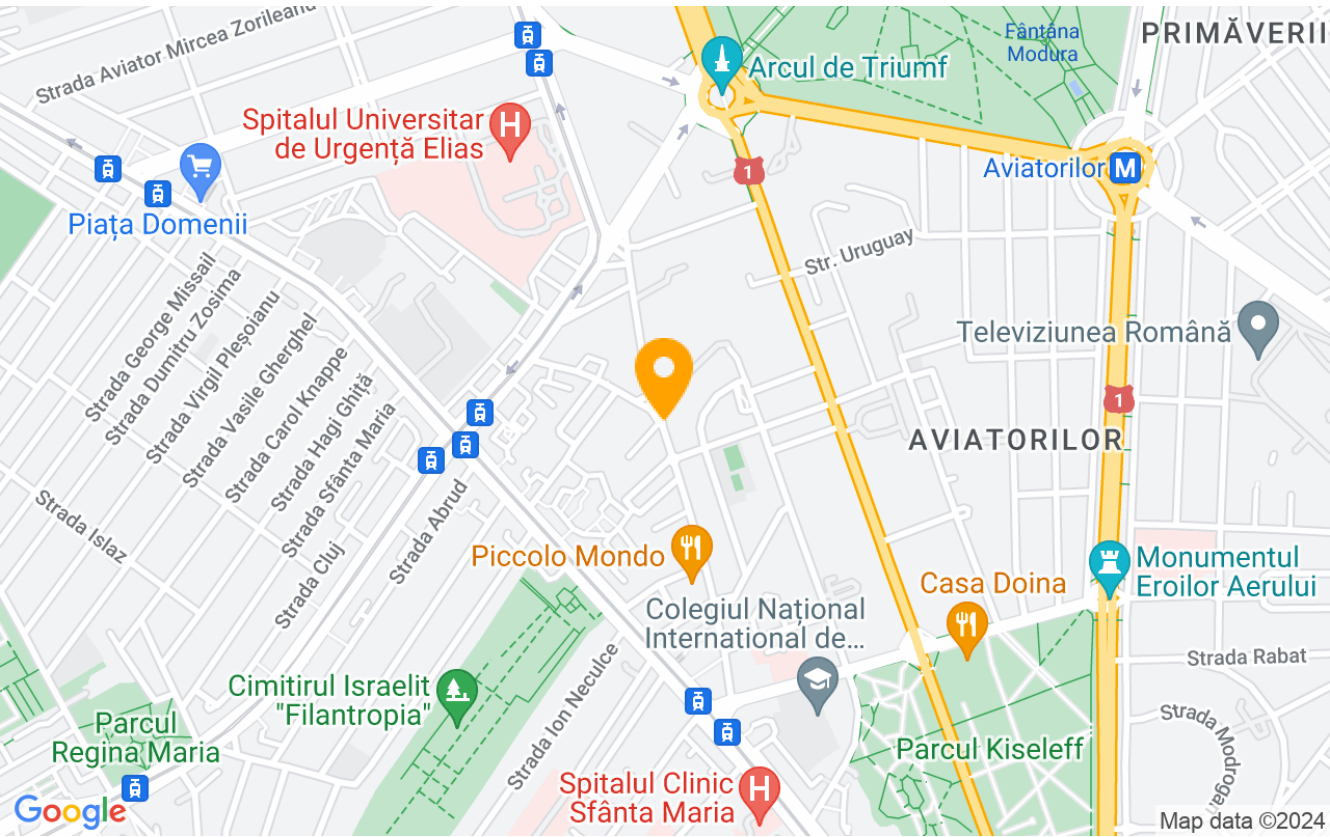 Strada Aviator Mircea Zorileanu
Fântâna
Modura
PRIMĂVERII
Arcul de Triumf
Spitalul Universitar
de Urgență Elias
H
1
Aviatorilor
M
Piața Domenii
Str. Uruguay
Strada George Missail
Strada Dumitru Zosima
Strada Virgil Pleșoianu
Strada Vasile Gherghel
Strada Carol Knappe
Strada Hagi Ghiță
Strada Sfânta Maria
Televiziunea Română
1
AVIATORILOR
Strada Islaz
Strada Cluj
Strada Abrud
Piccolo Mondo
Casa Doina
Monumentul
Eroilor Aerului
Colegiul Național
International de...
Strada Ion Neculce
Strada Rabat
Cimitirul Israelit
"Filantropia"
Parcul
Regina Maria
Strada Modrogan
Parcul Kiseleff
Spitalul Clinic
Sfânta Maria
H
Google
Map data ©2024